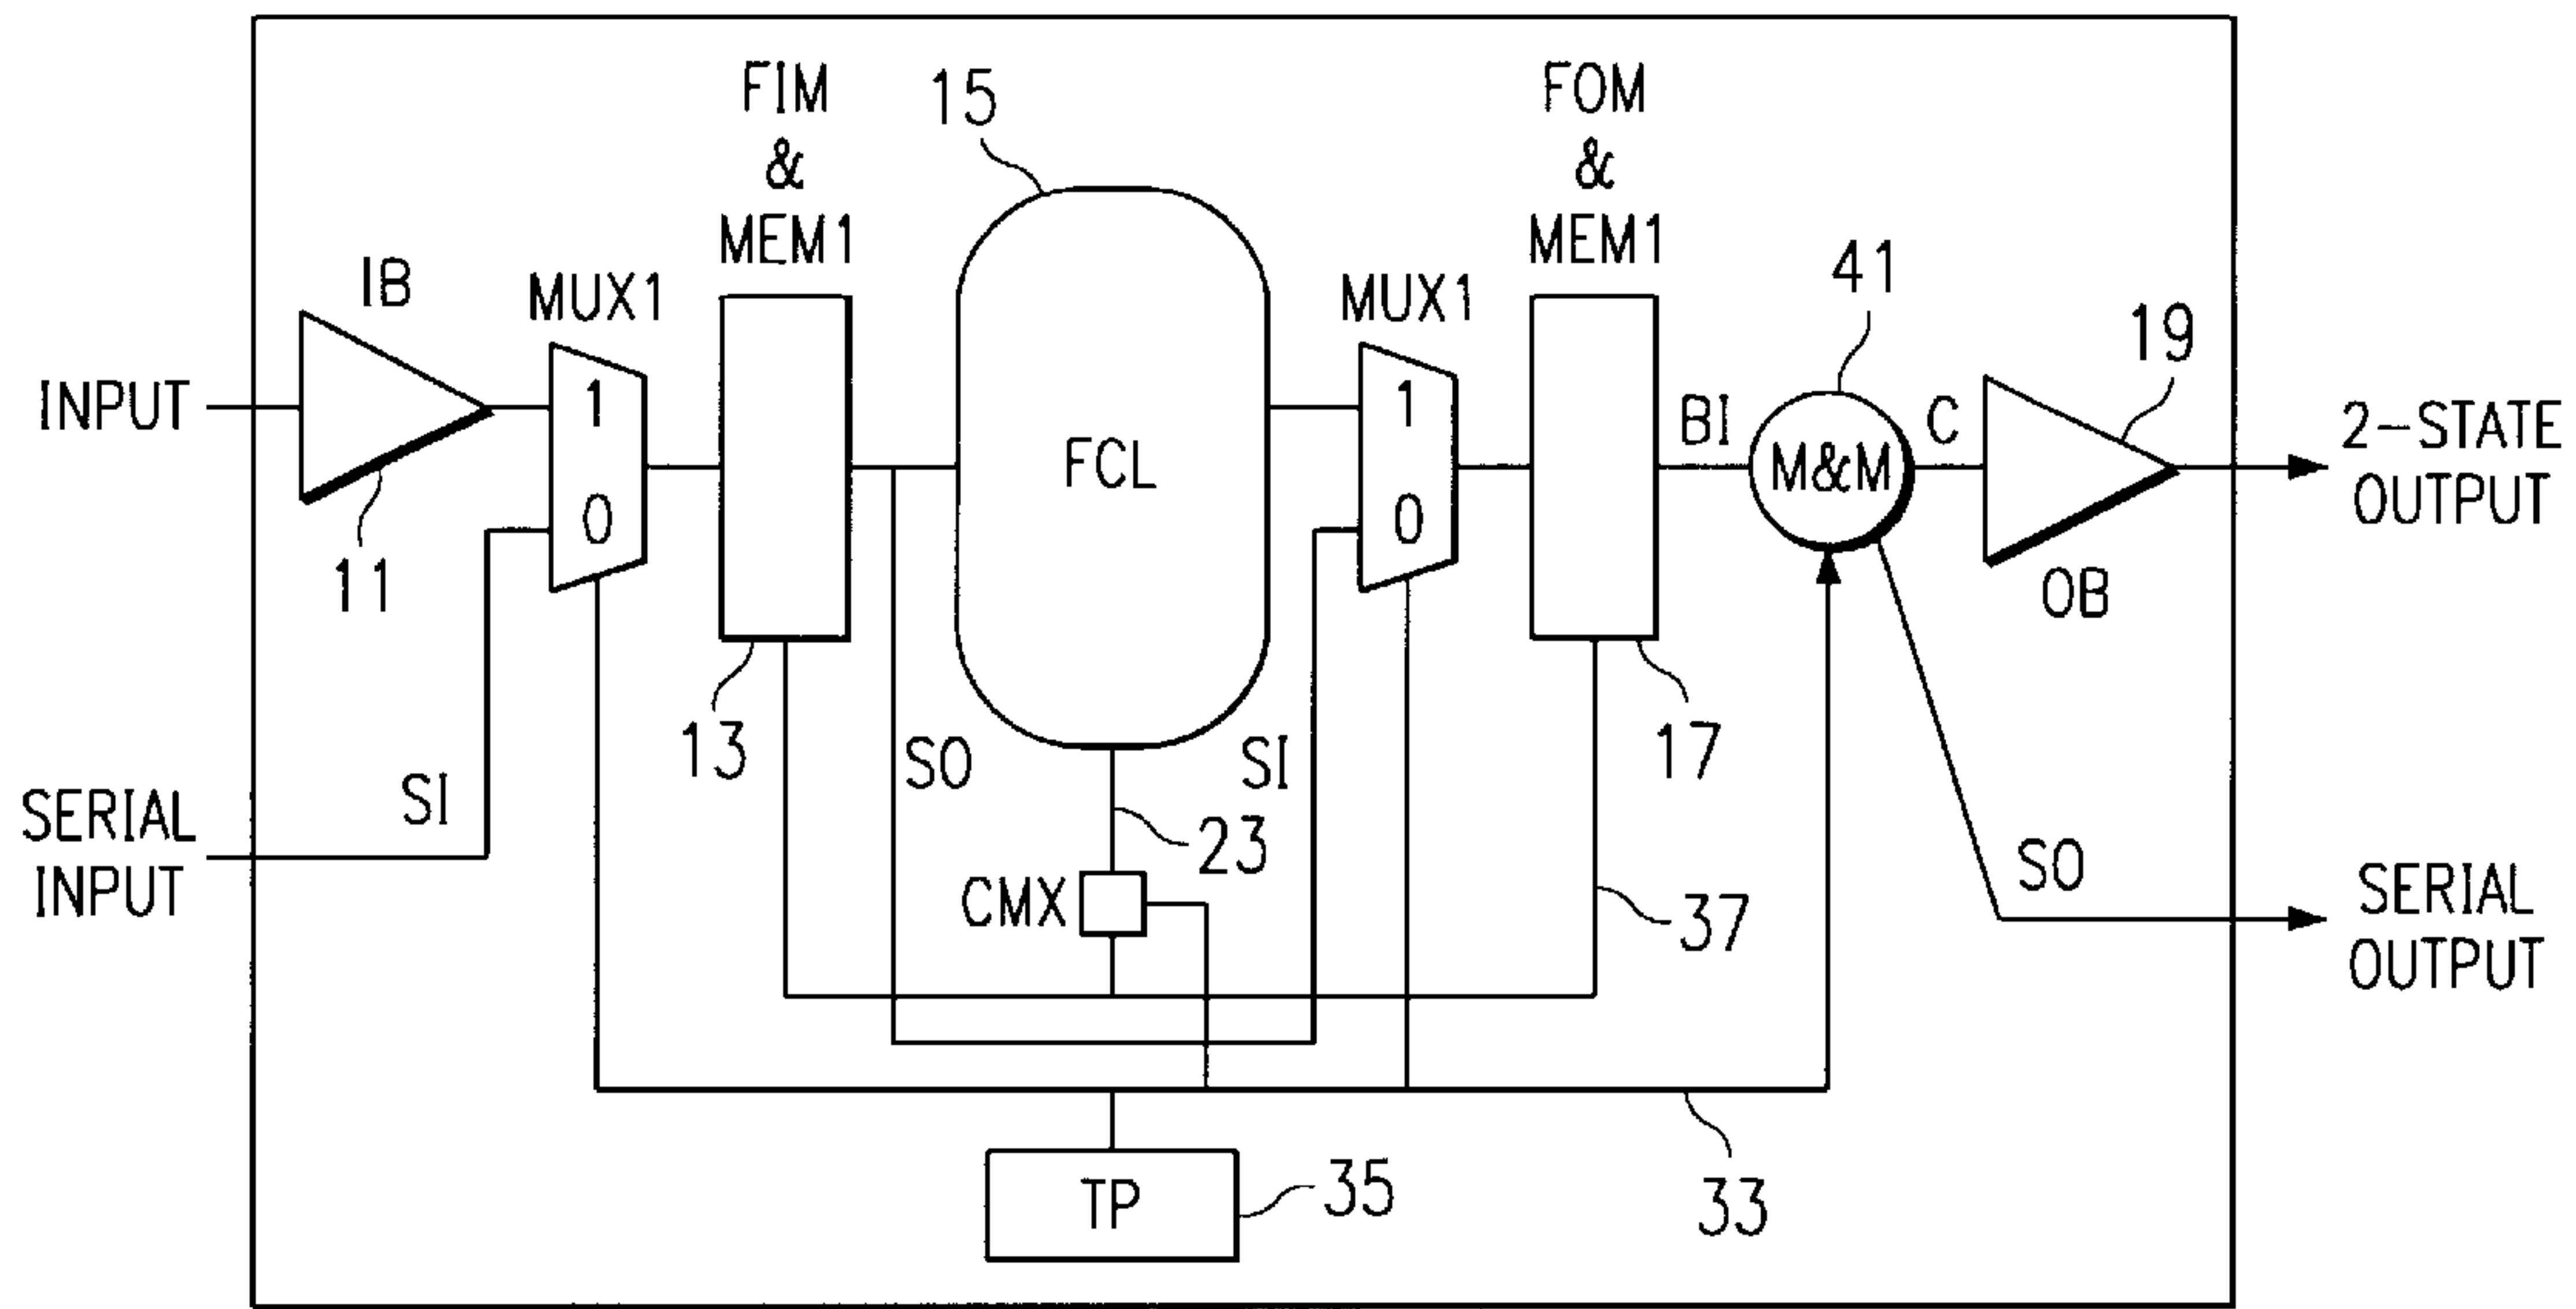 FIM
&
MEM1
15
FOM
&
MEM1
IB
MUX1
MUX1
41
19
INPUT
1
0
FCL
1
0
BI
M&M
C
2-STATE
OUTPUT
11
OB
13
SO
SI
17
SERIAL
INPUT
SI
23
CMX
37
SO
SERIAL
OUTPUT
TP
35
33